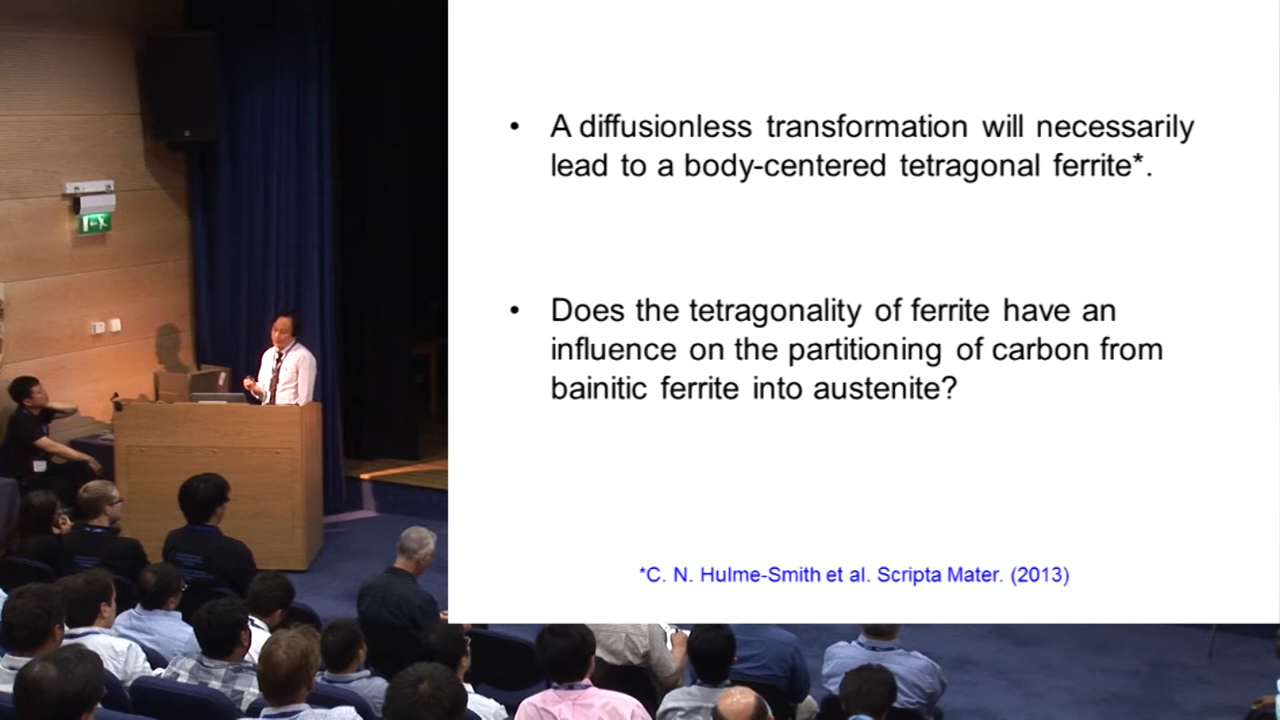 • A diffusionless transformation will necessarily
lead to a body-centered tetragonal ferrite*.
• Does the tetragonality of ferrite have an
influence on the partitioning of carbon from
bainitic ferrite into austenite?
*C. N. Hulme-Smith et al. Scripta Mater. (2013)